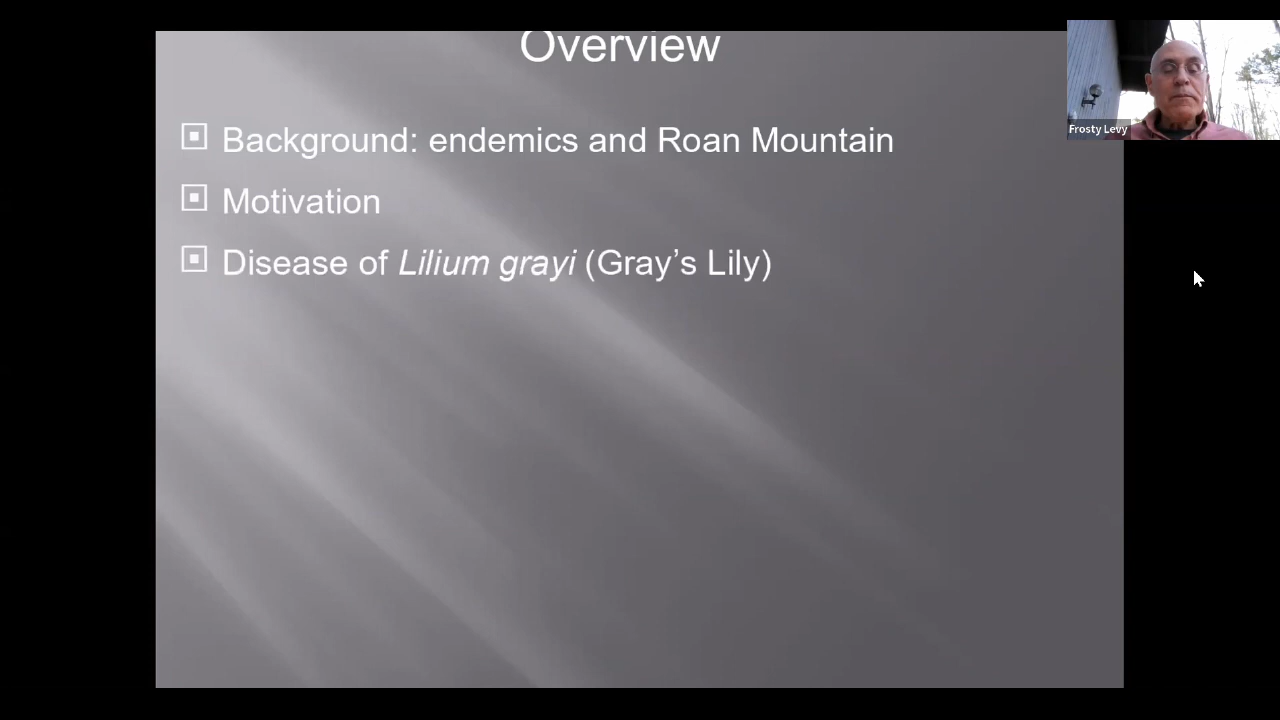 Overview
Background: endemics and Roan Mountain
Motivation
Disease of Lilium grayi (Gray’s Lily)
Frosty Levy